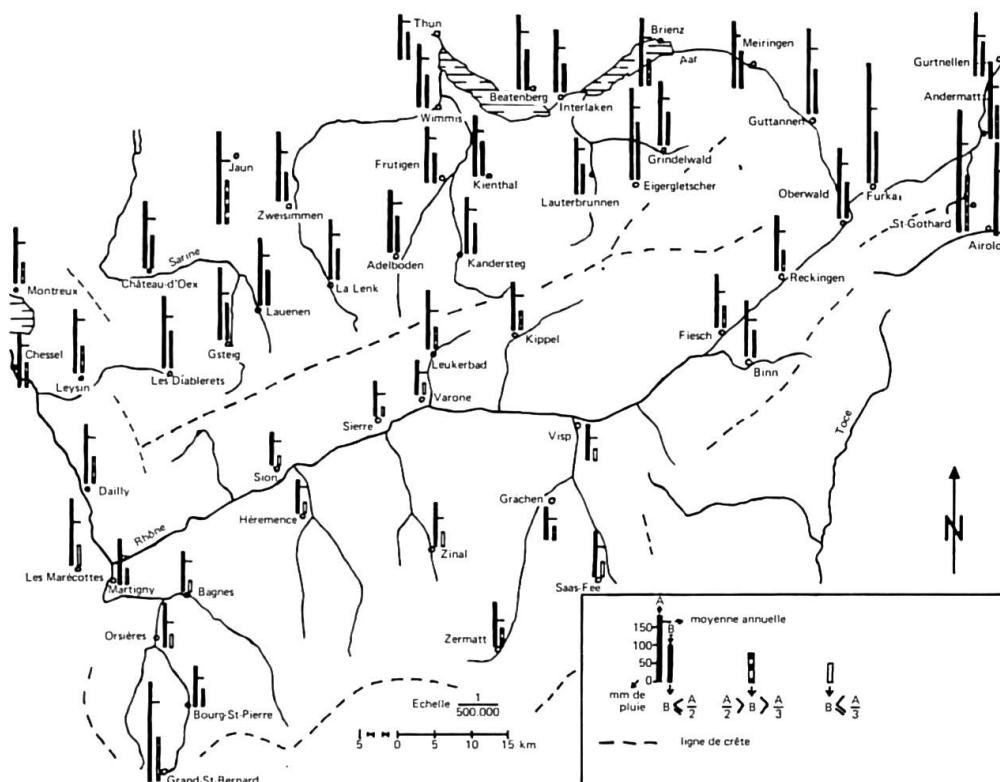 Thun
Brienz
Meiringen
Aar
Gurtnellen
Andermatt
Beatenberg
Interlaken
Wimmis
Guttannen
Jaun
Frutigen
Kienthal
Grindelwald
Eigergletscher
Lauterbrunnen
Oberwald
Furka
Zweisimmen
St-Gothard
Airolo
Sarine
Adelboden
Kandersteg
Château-d'Oex
La Lenk
Reckingen
Montreux
Lauenen
Gsteig
Kippel
Fiesch
Chessel
Leysin
Les Diablerets
Leukerbad
Binn
Varone
Sierre
Visp
Toce
Sion
Dailly
Grächen
Héremence
Rhône
Zinal
N
Les Marécottes
Martigny
Bagnes
Saas-Fee
Orsières
Zermatt
Bourg-St-Pierre
Grand-St-Bernard
Echelle 1/500.000
5 0 5 10 15 km
A
B
moyenne annuelle
150
100
50
0
mm de
pluie
B ⩽ A/2
A/2 > B > A/3
B ⩽ A/3
ligne de crête